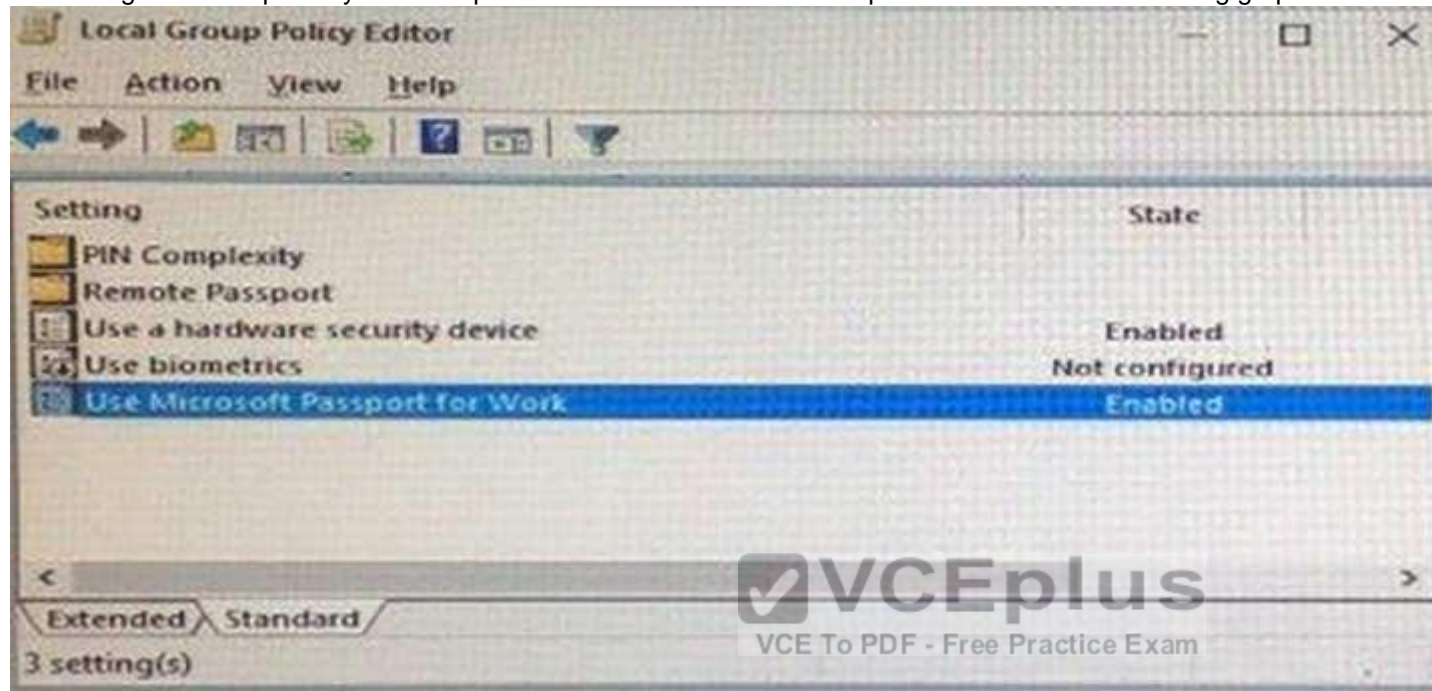 Local Group Policy Editor
File Action View Help
Setting State
PIN Complexity
Remote Passport
Use a hardware security device Enabled
Use biometrics Not configured
Use Microsoft Passport for Work Enabled
VCEplus
VCE To PDF - Free Practice Exam
Extended Standard
3 setting(s)